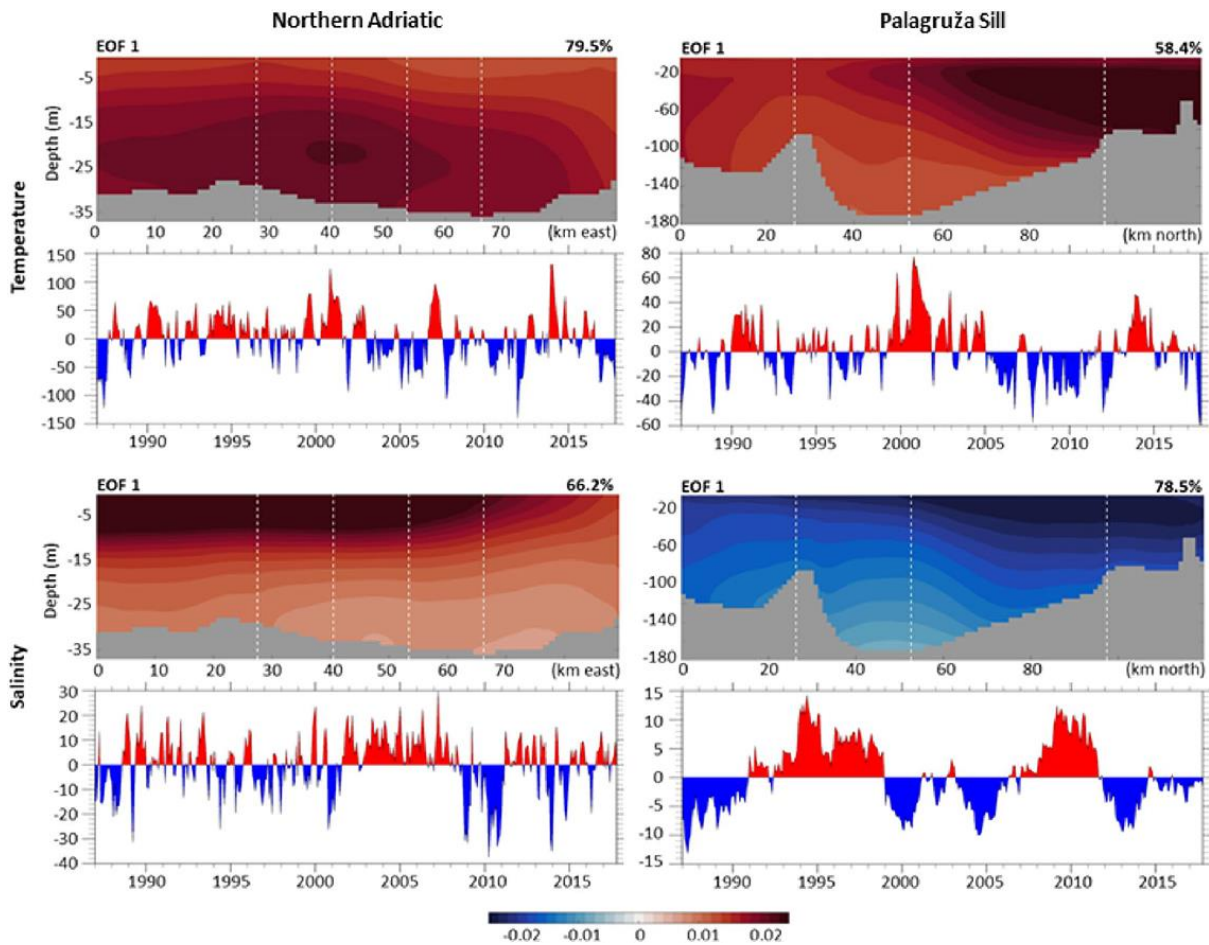 Northern Adriatic
Palagruža Sill
EOF 1 79.5%
EOF 1 58.4%
Temperature
Depth (m)
-5
-15
-25
-35
0 10 20 30 40 50 60 70 (km east)
-20
-60
-100
-140
-180
0 20 40 60 80 (km north)
150
100
50
0
-50
-100
-150
1990 1995 2000 2005 2010 2015
80
60
40
20
0
-20
-40
-60
1990 1995 2000 2005 2010 2015
Salinity
EOF 1 66.2%
EOF 1 78.5%
Depth (m)
-5
-15
-25
-35
0 10 20 30 40 50 60 70 (km east)
-20
-60
-100
-140
-180
0 20 40 60 80 (km north)
30
20
10
0
-10
-20
-30
-40
1990 1995 2000 2005 2010 2015
15
10
5
0
-5
-10
-15
1990 1995 2000 2005 2010 2015
-0.02 -0.01 0 0.01 0.02